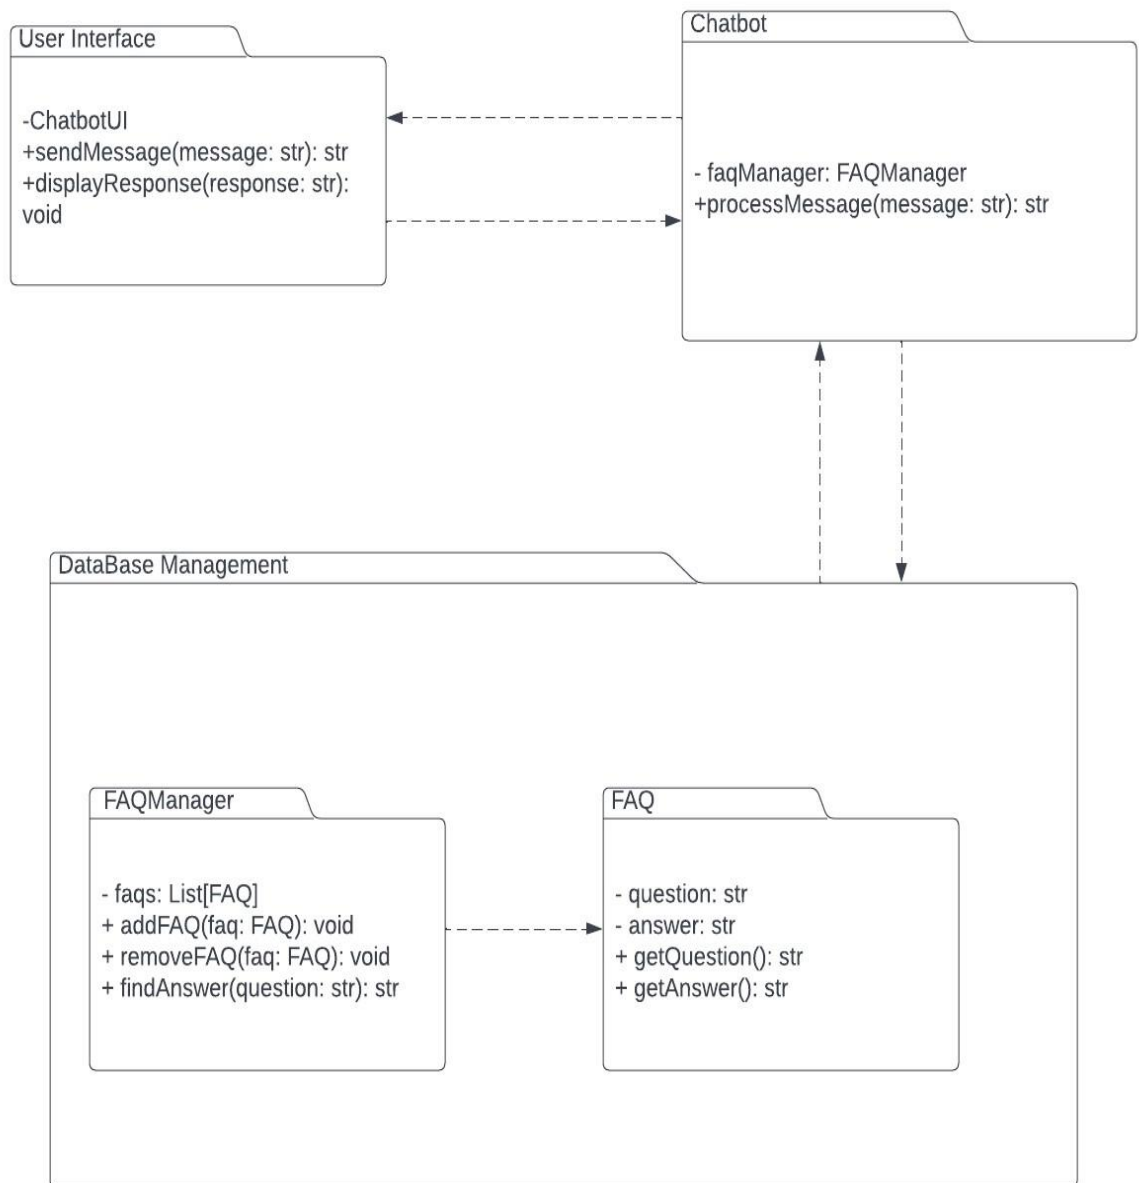 User Interface
-ChatbotUI
+sendMessage(message: str): str
+displayResponse(response: str):
void
Chatbot
- faqManager: FAQManager
+processMessage(message: str): str
DataBase Management
FAQManager
- faqs: List[FAQ]
+ addFAQ(faq: FAQ): void
+ removeFAQ(faq: FAQ): void
+ findAnswer(question: str): str
FAQ
- question: str
- answer: str
+ getQuestion(): str
+ getAnswer(): str